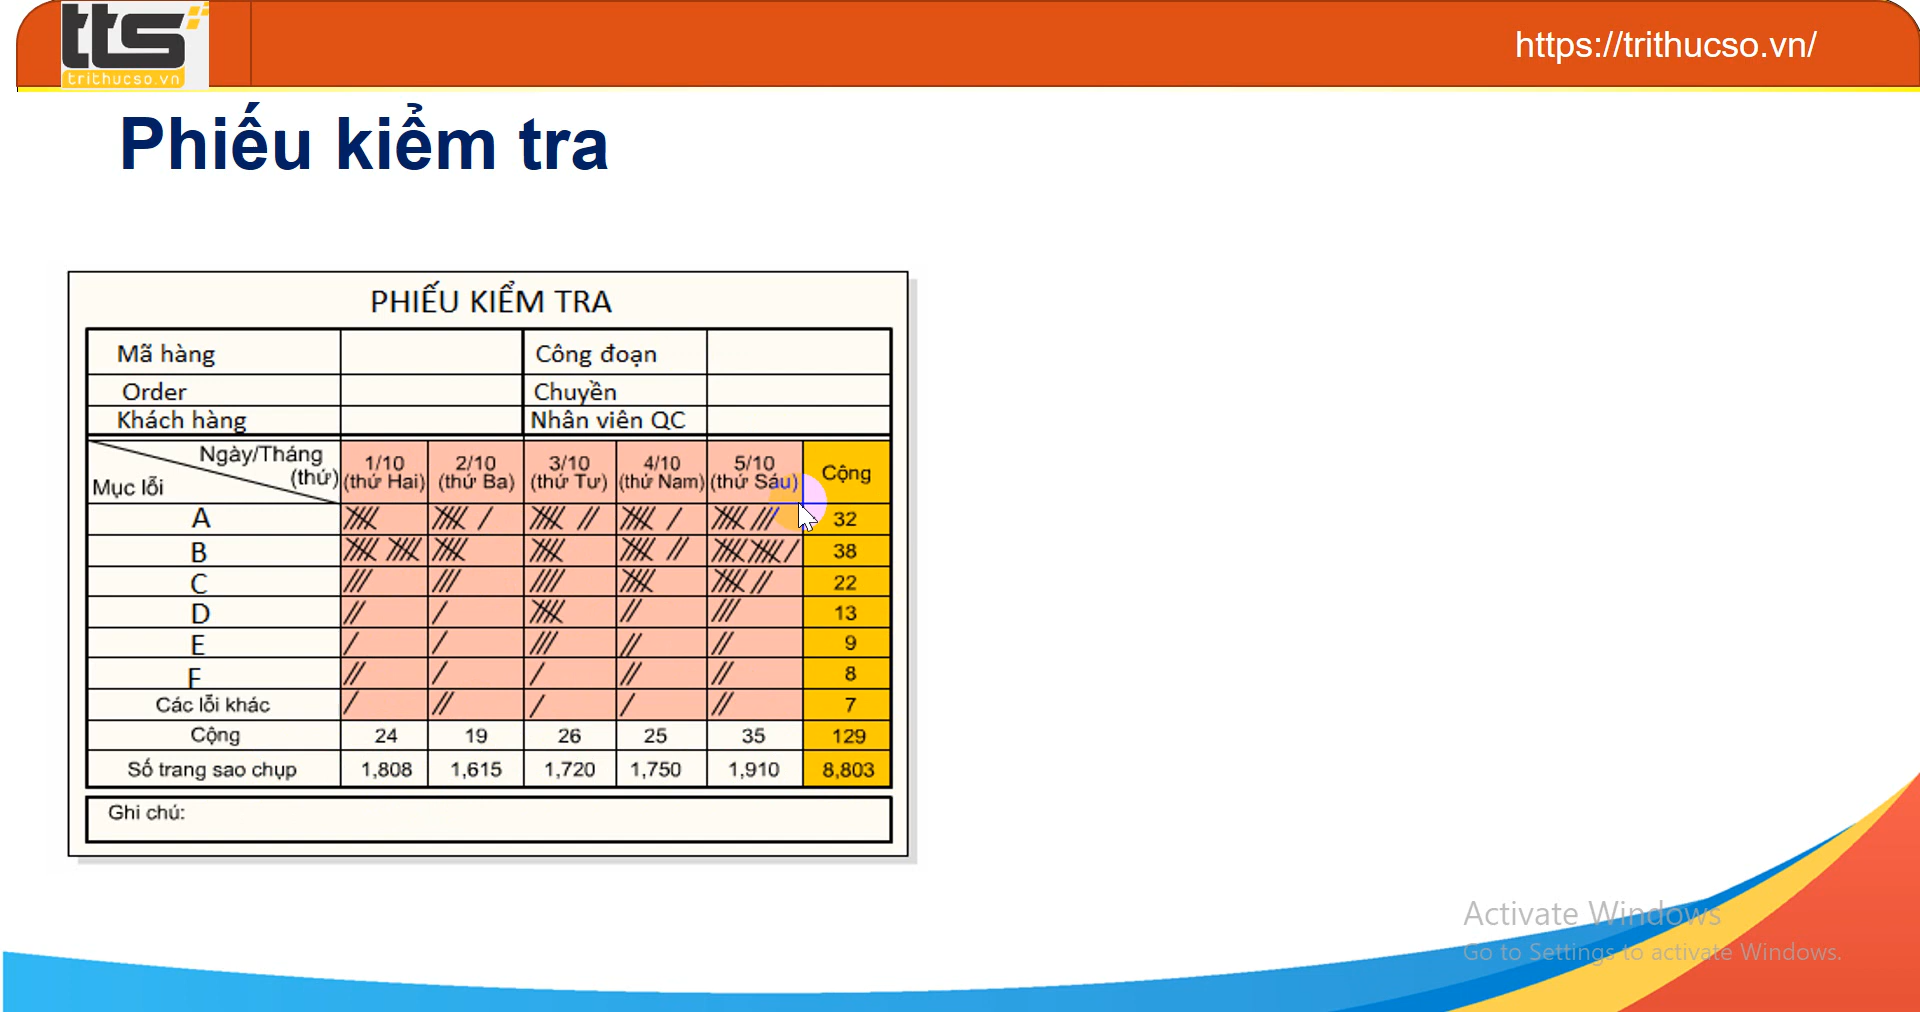 tts
trithucso.vn
https://trithucso.vn/
Phiếu kiểm tra
PHIẾU KIỂM TRA
Mã hàng Công đoạn
Order Chuyền
Khách hàng Nhân viên QC
Ngày/Tháng (thứ) Mục lỗi 1/10 (thứ Hai) 2/10 (thứ Ba) 3/10 (thứ Tư) 4/10 (thứ Nam) 5/10 (thứ Sáu) Cộng
A 32
B 38
C 22
D 13
E 9
F 8
Các lỗi khác 7
Cộng 24 19 26 25 35 129
Số trang sao chụp 1,808 1,615 1,720 1,750 1,910 8,803
Ghi chú:
Activate Windows
Go to Settings to activate Windows.